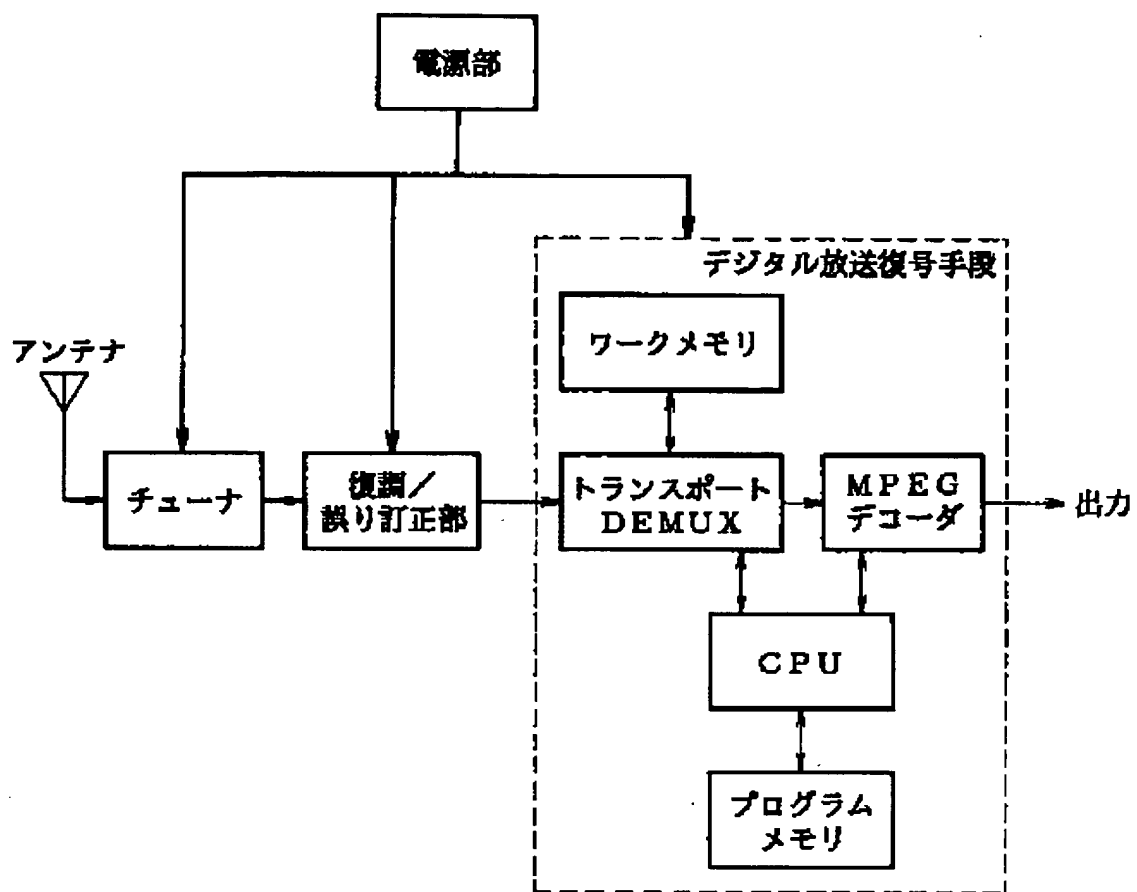 電源部
デジタル放送復号手段
ワークメモリ
アンテナ
チューナ
復調／
誤り訂正部
トランスポート
DEMUX
MPEG
デコーダ
出力
CPU
プログラム
メモリ